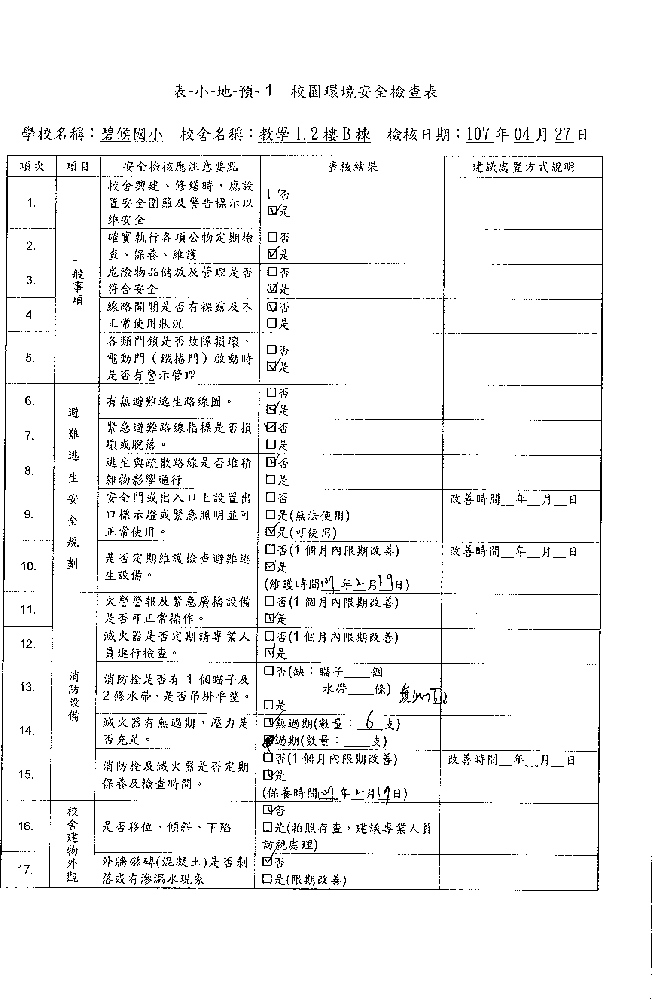 表-小-地-預-1 校園環境安全檢查表
學校名稱：碧候國小 校舍名稱：教學1.2樓B棟 檢核日期：107年04月27日
項次 項目 安全檢核應注意要點 查核結果 建議處置方式說明
一般事項
1. 校舍興建、修繕時，應設
置安全圍籬及警告標示以
維安全
否
☑是
2. 確實執行各項公物定期檢
查、保養、維護
□否
☑是
3. 危險物品儲放及管理是否
符合安全
□否
☑是
4. 線路開關是否有裸露及不
正常使用狀況
☑否
□是
5. 各類門鎖是否故障損壞，
電動門（鐵捲門）啟動時
是否有警示管理
□否
☑是
避難逃生安全規劃
6. 有無避難逃生路線圖。
□否
☑是
7. 緊急避難路線指標是否損
壞或脫落。
☑否
□是
8. 逃生與疏散路線是否堆積
雜物影響通行
☑否
□是
9. 安全門或出入口上設置出
口標示燈或緊急照明並可
正常使用。
□否
□是(無法使用)
☑是(可使用)
改善時間__年__月__日
10. 是否定期維護檢查避難逃
生設備。
□否(1個月內限期改善)
☑是
(維護時間107年2月19日)
改善時間__年__月__日
消防設備
11. 火警警報及緊急廣播設備
是否可正常操作。
□否(1個月內限期改善)
☑是
12. 滅火器是否定期請專業人
員進行檢查。
□否(1個月內限期改善)
☑是
13. 消防栓是否有1個瞄子及
2條水帶、是否吊掛平整。
□否(缺：瞄子____個
水帶____條)
□是
無此項
14. 滅火器有無過期，壓力是
否充足。
☑無過期(數量：6支)
過期(數量：____支)
15. 消防栓及滅火器是否定期
保養及檢查時間。
□否(1個月內限期改善)
☑是
(保養時間107年2月19日)
改善時間__年__月__日
校舍建物外觀
16. 是否移位、傾斜、下陷
☑否
□是(拍照存查，建議專業人員
訪視處理)
17. 外牆磁磚(混凝土)是否剝
落或有滲漏水現象
☑否
□是(限期改善)